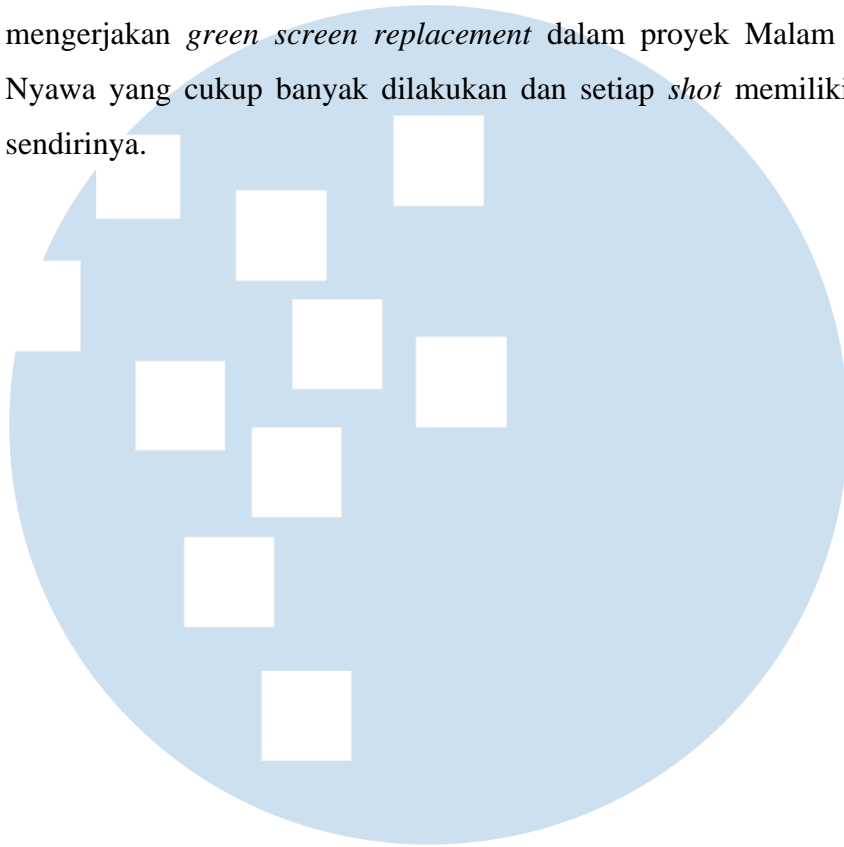 mengerjakan green screen replacement dalam proyek Malam
Nyawa yang cukup banyak dilakukan dan setiap shot memiliki
sendirinya.